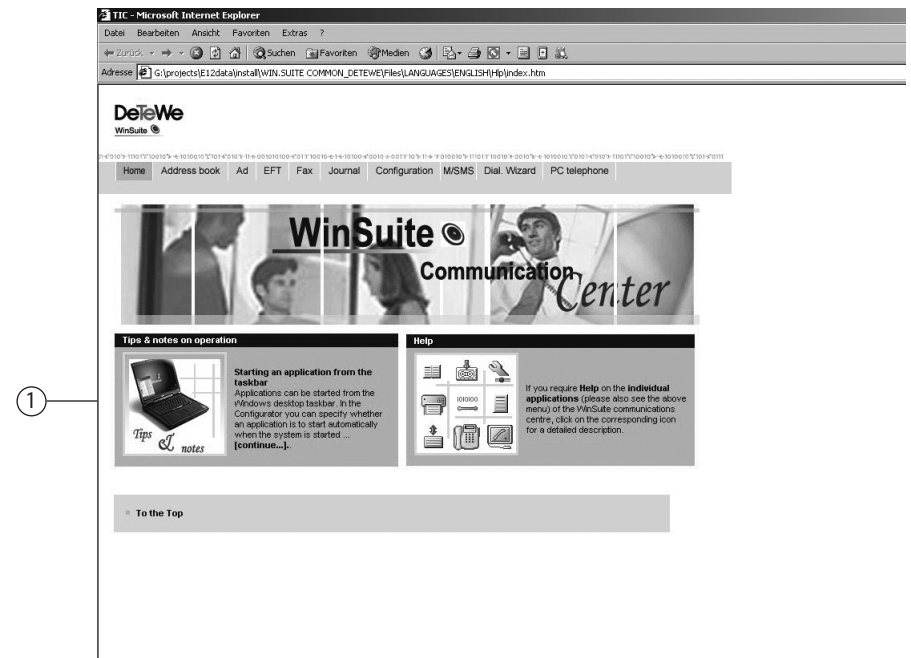 TIC - Microsoft Internet Explorer
Datei Bearbeiten Ansicht Favoriten Extras ?
Zurück Suchen Favoriten Medien
Adresse G:\projects\E12data\install\WIN.SUITE COMMON_DETEWE\Files\LANGUAGES\ENGLISH\Hlp\index.htm
DeTeWe
WinSuite
Home Address book Ad EFT Fax Journal Configuration M/SMS Dial. Wizard PC telephone
WinSuite
Communication
Center
Tips & notes on operation
Tips
&
notes
Starting an application from the
taskbar
Applications can be started from the
Windows desktop taskbar. In the
Configurator you can specify whether
an application is to start automatically
when the system is started ...
[continue...]..
Help
101010
If you require Help on the individual
applications (please also see the above
menu) of the WinSuite communications
centre, click on the corresponding icon
for a detailed description.
1
To the Top